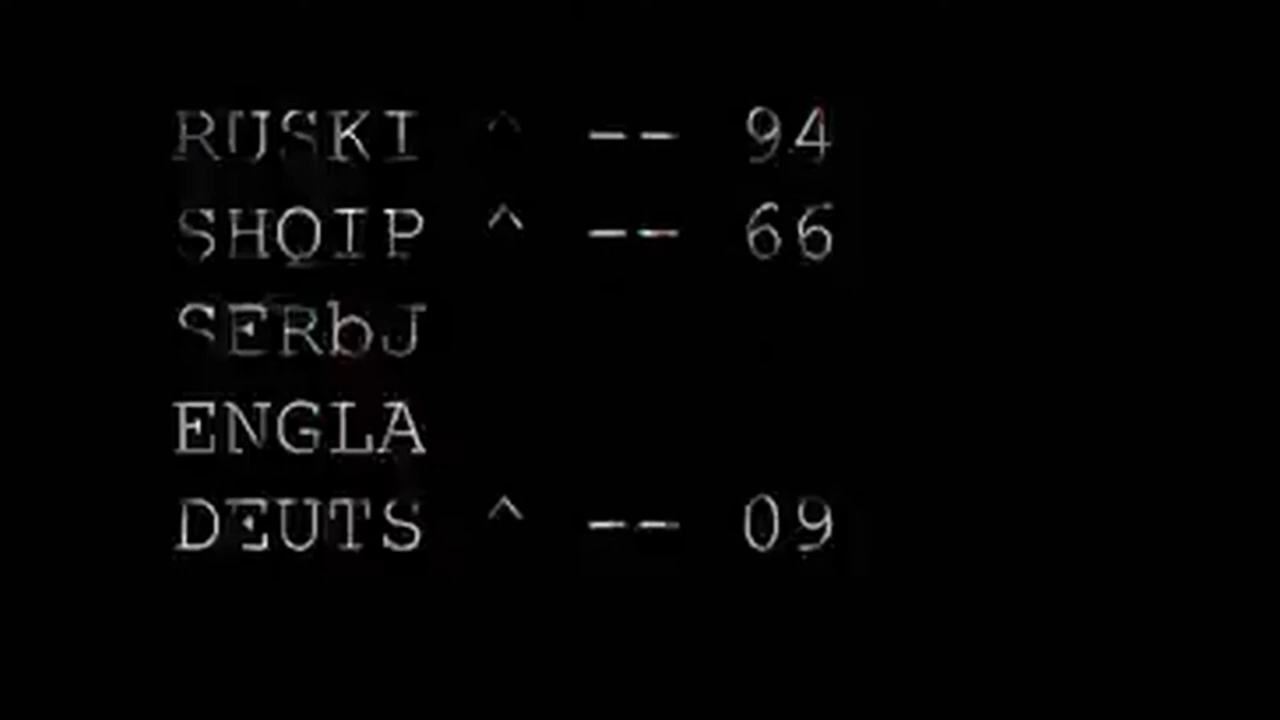 RUSKI ^ -- 94
SHQIP ^ -- 66
SERbJ
ENGLA
DEUTS ^ -- 09